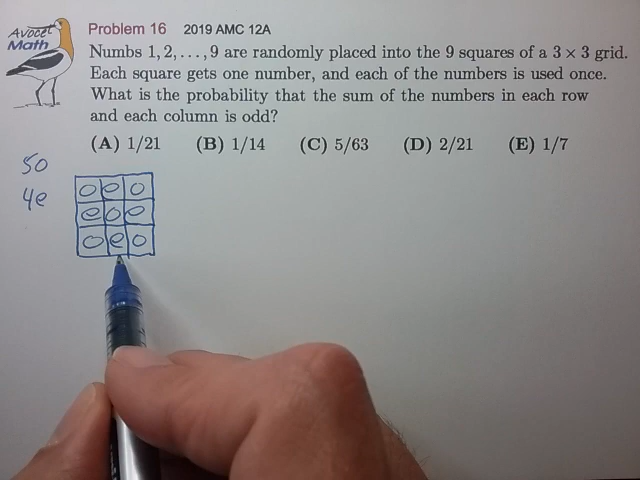 Avocet
Math
Problem 16 2019 AMC 12A
Numbs 1, 2, . . . , 9 are randomly placed into the 9 squares of a 3 × 3 grid.
Each square gets one number, and each of the numbers is used once.
What is the probability that the sum of the numbers in each row
and each column is odd?
(A) 1/21 (B) 1/14 (C) 5/63 (D) 2/21 (E) 1/7
5o
4e
o e o
e o e
o e o